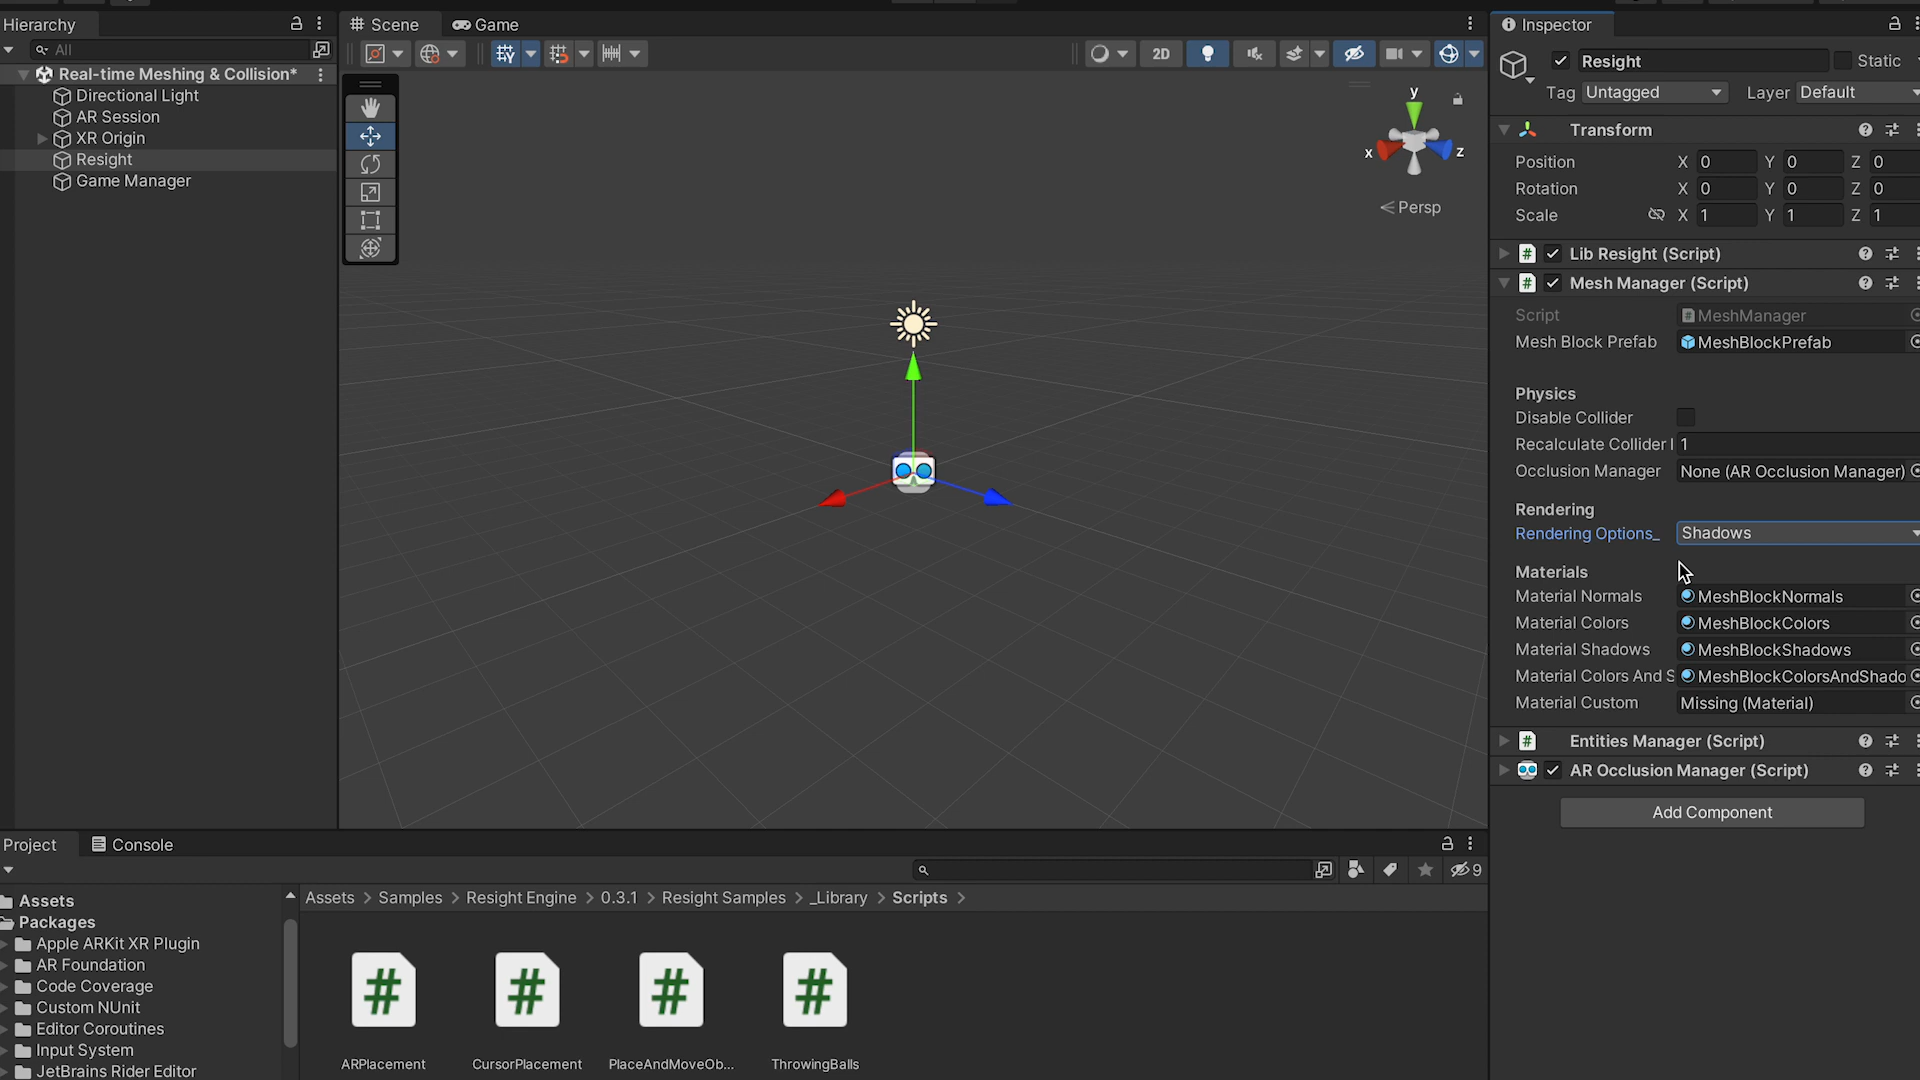 Hierarchy
All
Real-time Meshing & Collision*
Directional Light
AR Session
XR Origin
Resight
Game Manager
Scene
Game
2D
y
x
z
Persp
Inspector
Resight
Static
Tag Untagged Layer Default
Transform
Position X 0 Y 0 Z 0
Rotation X 0 Y 0 Z 0
Scale X 1 Y 1 Z 1
Lib Resight (Script)
Mesh Manager (Script)
Script MeshManager
Mesh Block Prefab MeshBlockPrefab
Physics
Disable Collider
Recalculate Collider 1
Occlusion Manager None (AR Occlusion Manager)
Rendering
Rendering Options_ Shadows
Materials
Material Normals MeshBlockNormals
Material Colors MeshBlockColors
Material Shadows MeshBlockShadows
Material Colors And S MeshBlockColorsAndShado
Material Custom Missing (Material)
Entities Manager (Script)
AR Occlusion Manager (Script)
Add Component
Project
Console
9
Assets
Packages
Apple ARKit XR Plugin
AR Foundation
Code Coverage
Custom NUnit
Editor Coroutines
Input System
JetBrains Rider Editor
Assets > Samples > Resight Engine > 0.3.1 > Resight Samples > _Library > Scripts >
ARPlacement
CursorPlacement
PlaceAndMoveOb...
ThrowingBalls